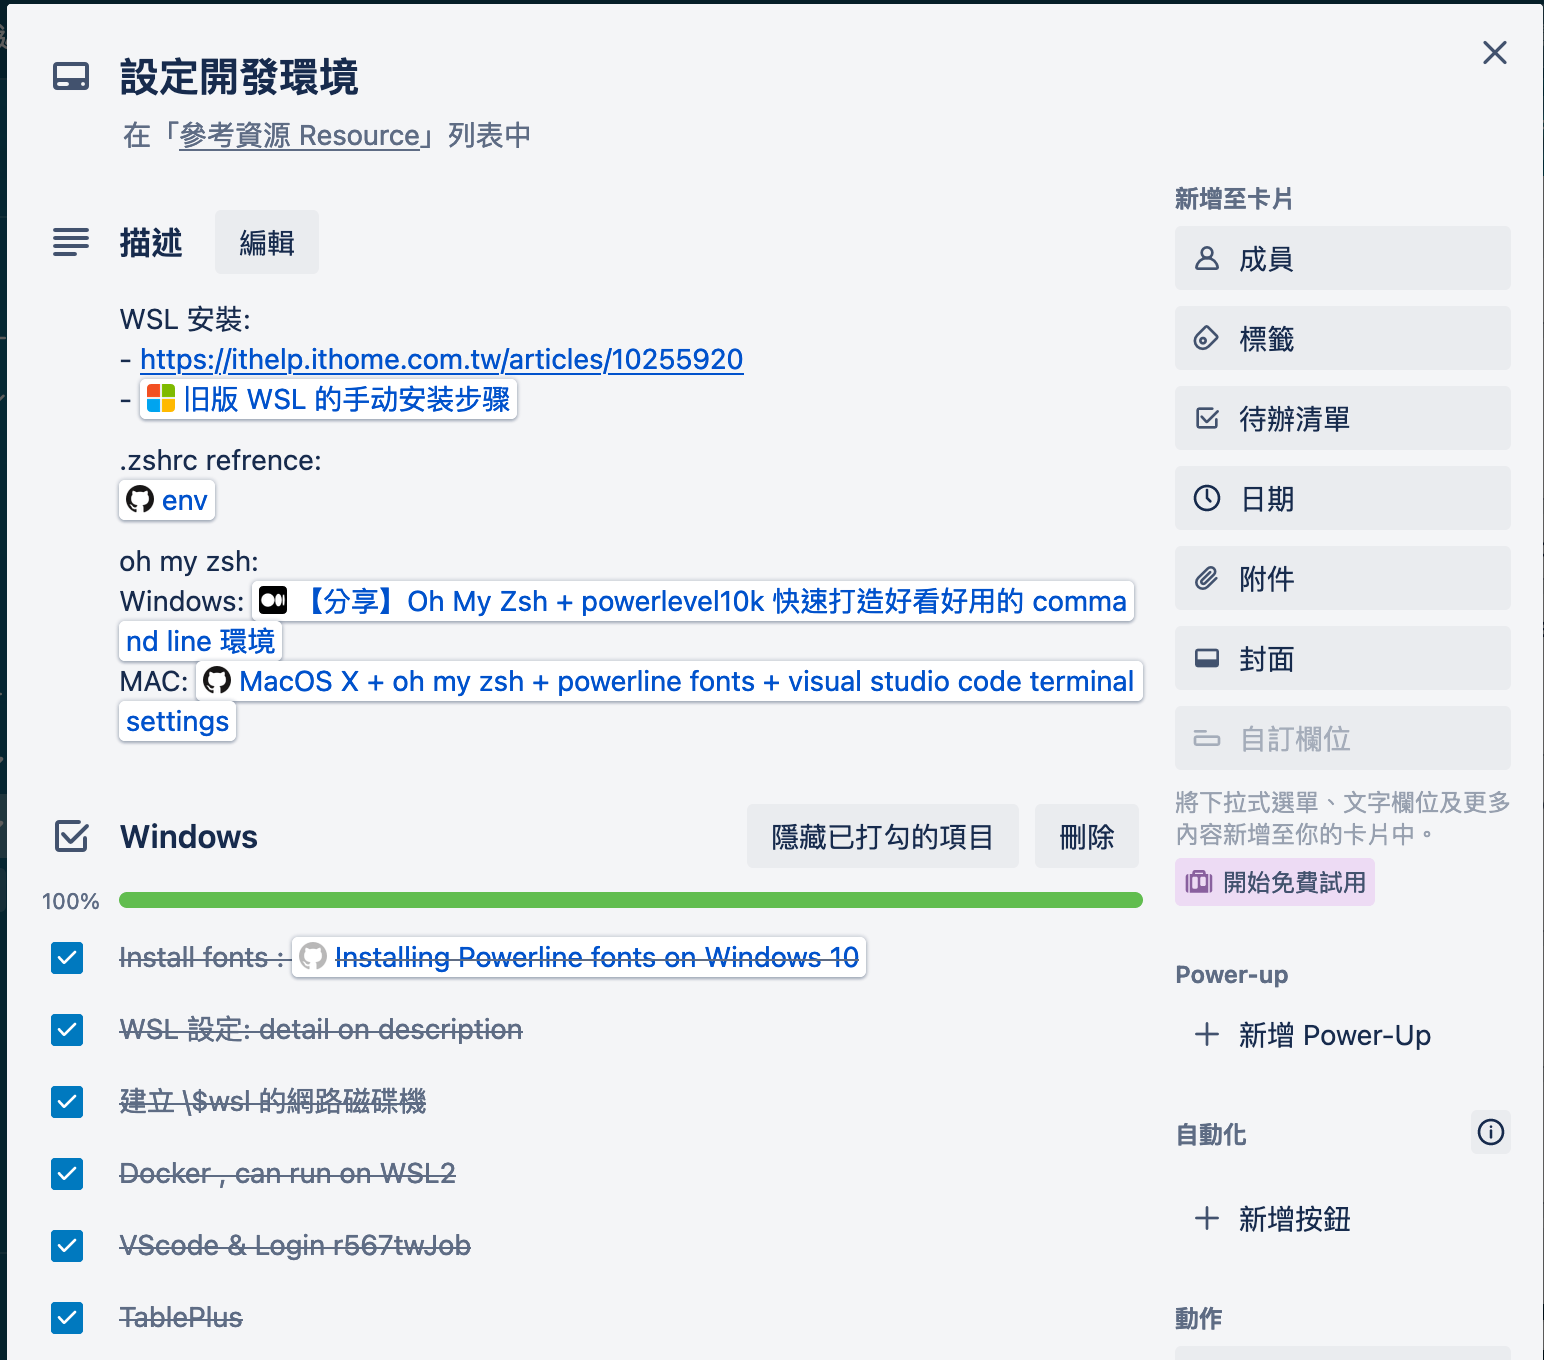 設定開發環境
在「參考資源 Resource」列表中
描述
編輯
WSL 安裝:
- https://ithelp.ithome.com.tw/articles/10255920
- 旧版 WSL 的手动安装步骤
.zshrc refrence:
env
oh my zsh:
Windows: 【分享】Oh My Zsh + powerlevel10k 快速打造好看好用的 comma
nd line 環境
MAC: MacOS X + oh my zsh + powerline fonts + visual studio code terminal
settings
Windows
隱藏已打勾的項目
刪除
100%
Install fonts : Installing Powerline fonts on Windows 10
WSL 設定: detail on description
建立 \$wsl 的網路磁碟機
Docker , can run on WSL2
VScode & Login r567twJob
TablePlus
新增至卡片
成員
標籤
待辦清單
日期
附件
封面
自訂欄位
將下拉式選單、文字欄位及更多
內容新增至你的卡片中。
開始免費試用
Power-up
新增 Power-Up
自動化
新增按鈕
動作